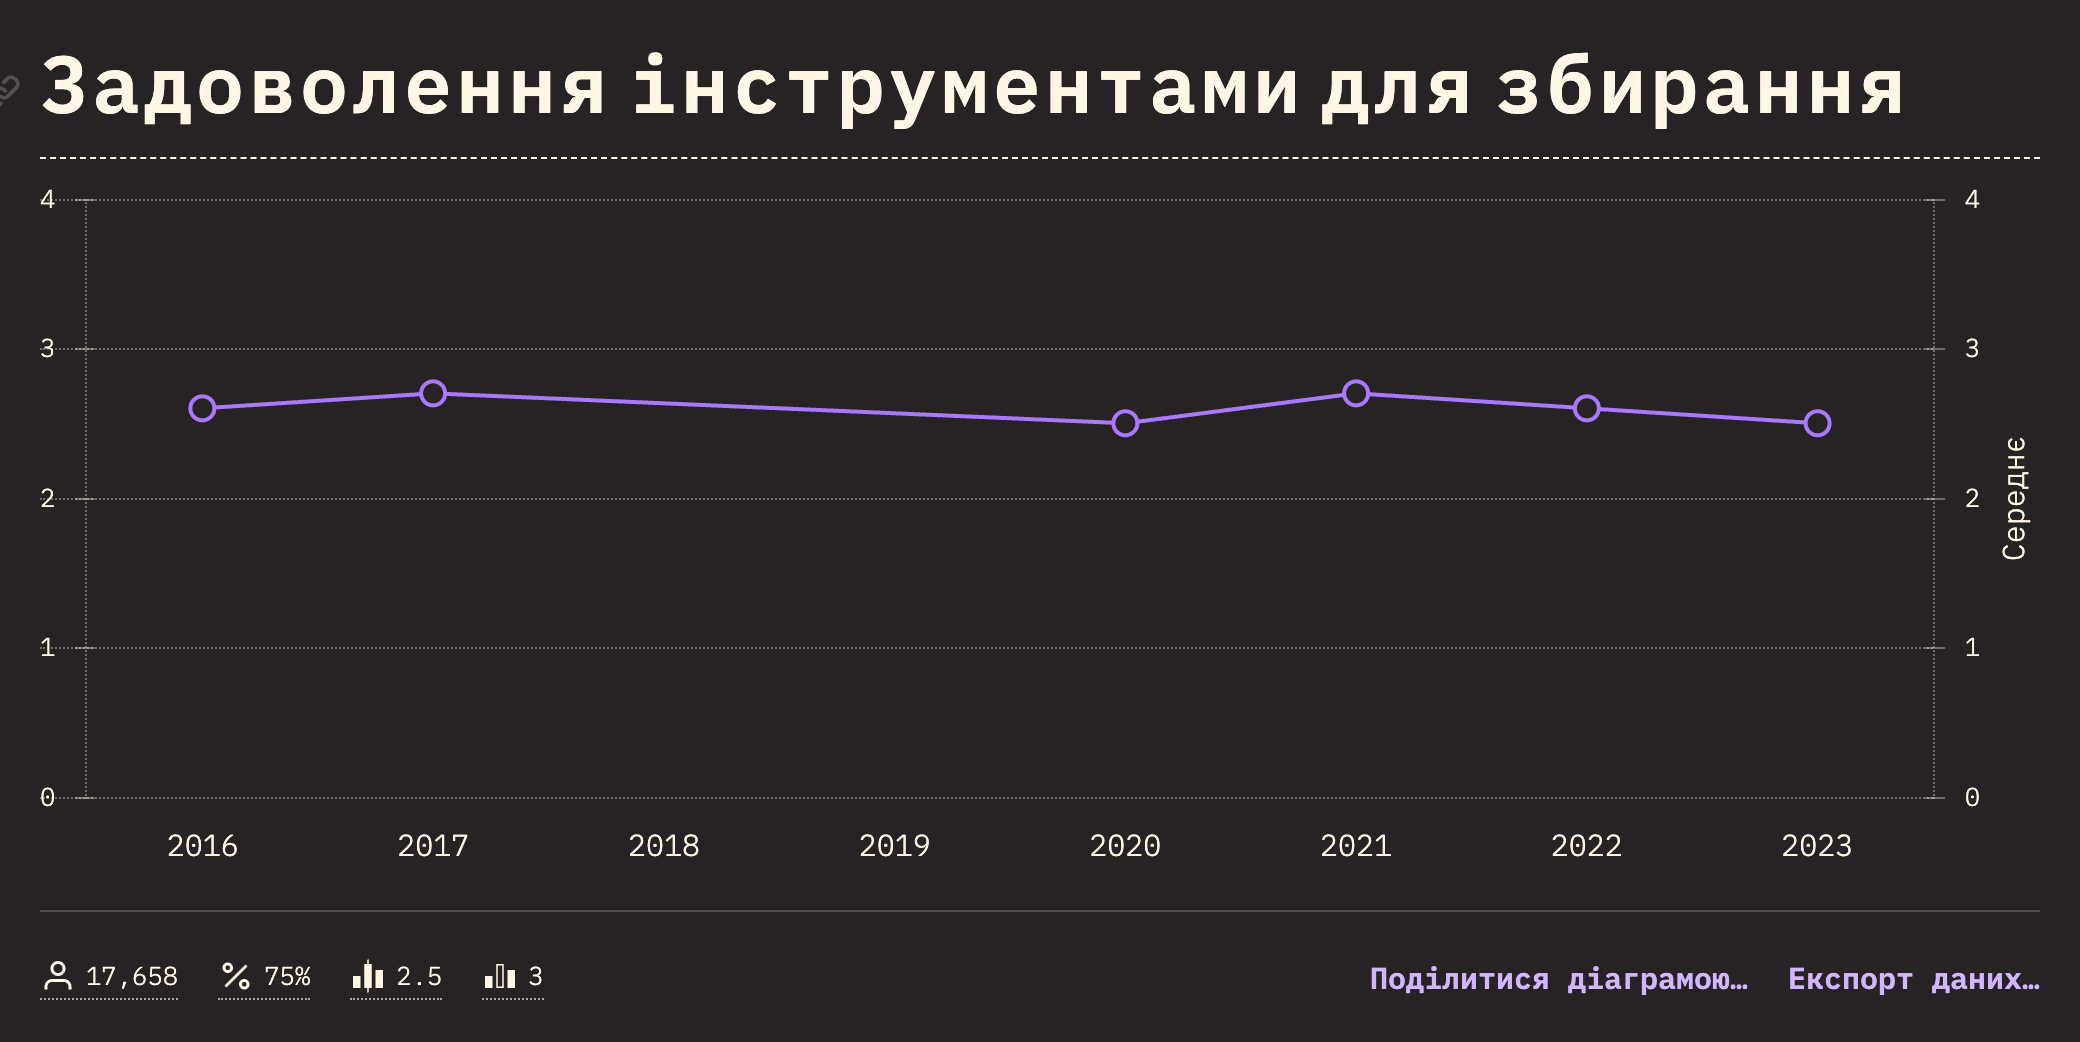 Задоволення інструментами для збирання
4 4
3 3
2 2
1 1
0 0
Середнє
2016 2017 2018 2019 2020 2021 2022 2023
17,658 75% 2.5 3 Поділитися діаграмою… Експорт даних…